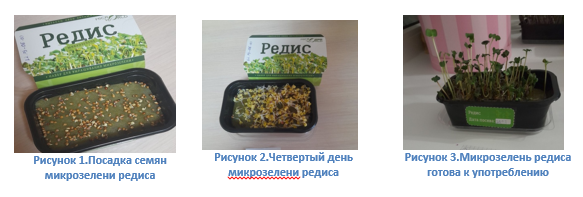 Редис
Рисунок 1.Посадка семян
микрозелени редиса
Редис
Рисунок 2.Четвертый день
микрозелени редиса
Редис
Рисунок 3.Микрозелень редиса
готова к употреблению